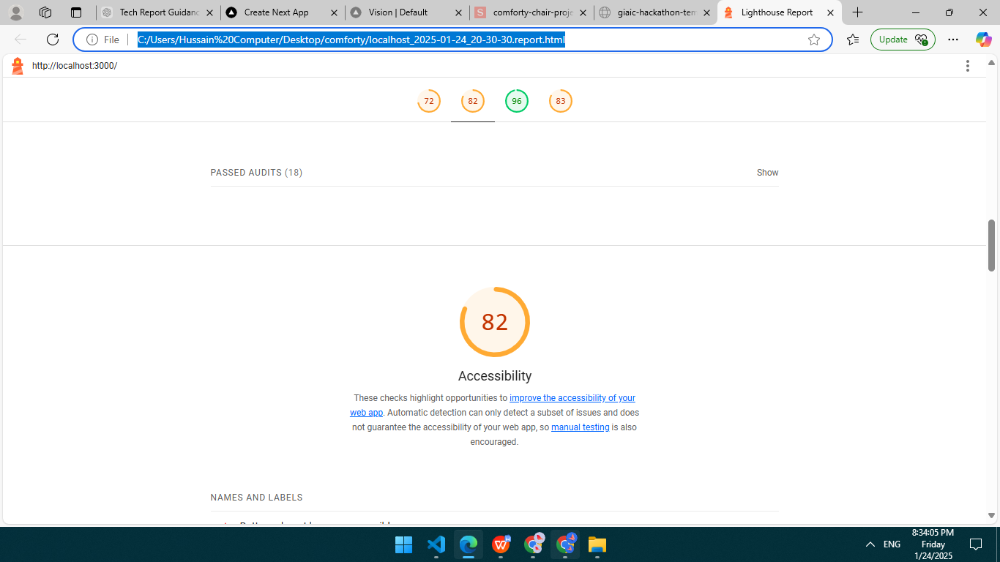 Tech Report Guidanc
Create Next App
Vision | Default
comforty-chair-proje
giaic-hackathon-tem
Lighthouse Report
File
C:/Users/Hussain%20Computer/Desktop/comforty/localhost_2025-01-24_20-30-30.report.html
Update
http://localhost:3000/
72
82
96
83
PASSED AUDITS (18)
Show
82
Accessibility
These checks highlight opportunities to improve the accessibility of your
web app. Automatic detection can only detect a subset of issues and does
not guarantee the accessibility of your web app, so manual testing is also
encouraged.
NAMES AND LABELS
ENG
8:34:05 PM
Friday
1/24/2025